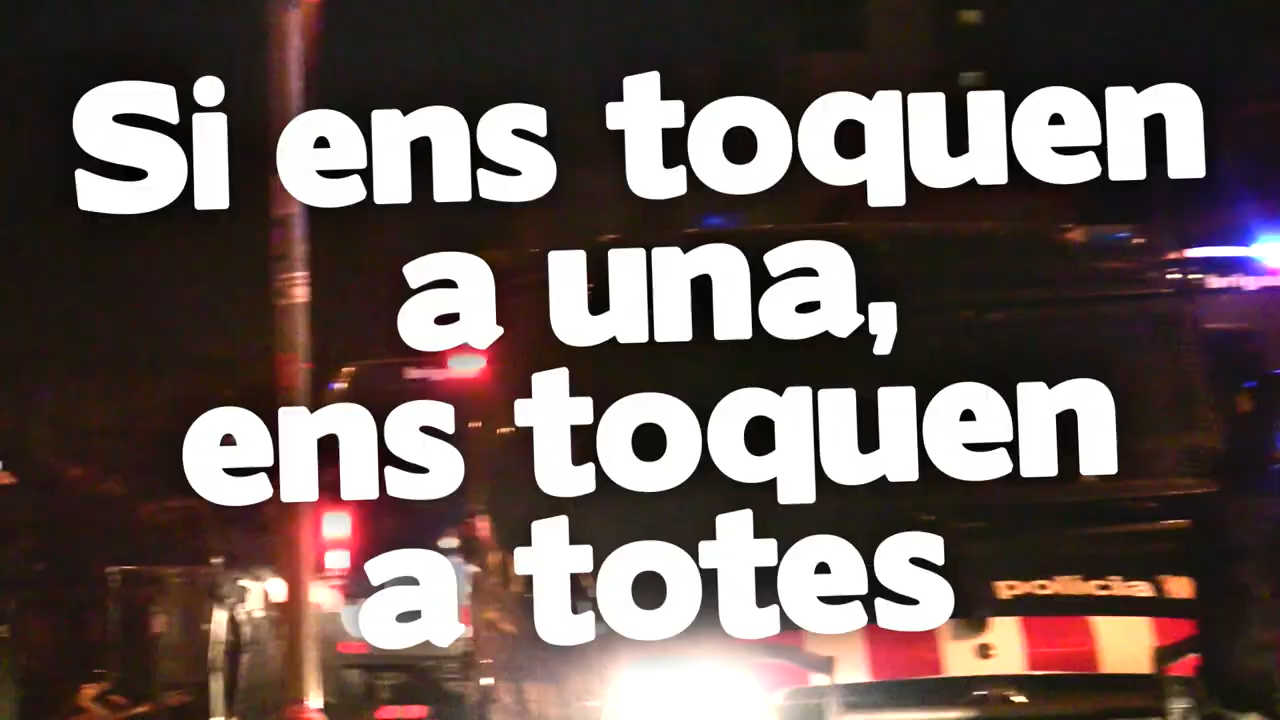 Si ens toquen
a una,
ens toquen
a totes
policia